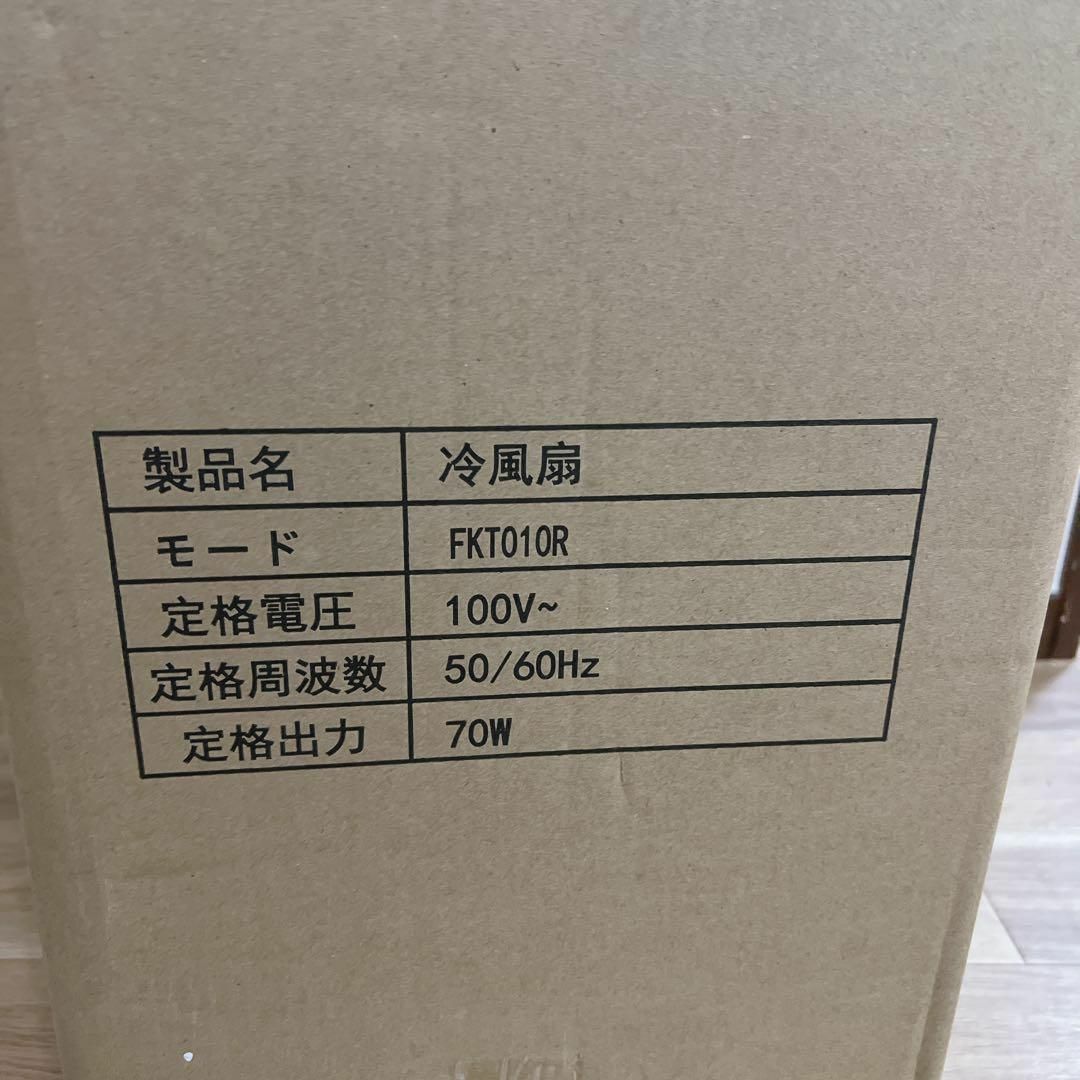 製品名 冷風扇
モード FKT010R
定格電圧 100V~
定格周波数 50/60Hz
定格出力 70W